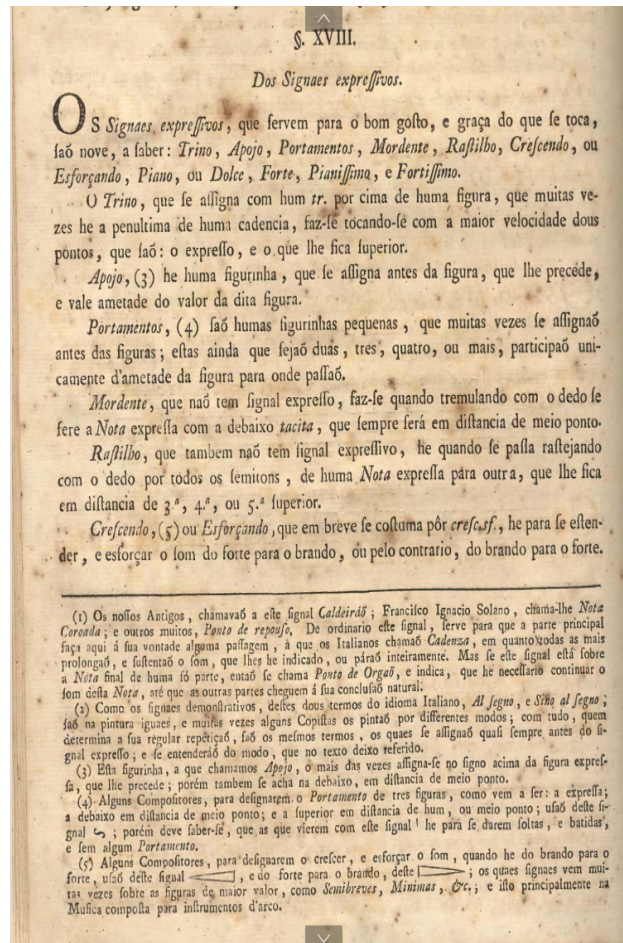 §. XVIII.
Dos Signaes expreſſivos.
OS Signaes expreſſivos, que ſervem para o bom goſto, e graça do que ſe toca,
ſaõ nove, a ſaber: Trino, Apojo, Portamentos, Mordente, Raſtilho, Creſcendo, ou
Esforçando, Piano, ou Dolce, Forte, Pianiſſimo, e Fortiſſimo.
O Trino, que ſe aſſigna com hum tr. por cima de huma figura, que muitas ve-
zes he a penultima de huma cadencia, faz-ſe tocando-ſe com a maior velocidade dous
pontos, que ſaõ: o expreſſo, e o que lhe fica ſuperior.
Apojo, (3) he huma figurinha, que ſe aſſigna antes da figura, que lhe precede,
e vale ametade do valor da dita figura.
Portamentos, (4) ſaõ humas figurinhas pequenas, que muitas vezes ſe aſſignaõ
antes das figuras; eſtas ainda que ſejaõ duas, tres, quatro, ou mais, participaõ uni-
camente d'ametade da figura para onde paſſaõ.
Mordente, que naõ tem ſignal expreſſo, faz-ſe quando tremulando com o dedo ſe
fere a Nota expreſſa com a debaixo tacita, que ſempre ſerá em diſtancia de meio ponto.
Raſtilho, que tambem naõ tem ſignal expreſſivo, he quando ſe paſſa raſtejando
com o dedo por todos os ſemitons, de huma Nota expreſſa pára outra, que lhe fica
em diſtancia de 3.ª, 4.ª, ou 5.ª ſuperior.
Creſcendo, (5) ou Esforçando, que em breve ſe coſtuma pôr creſc. ſf., he para ſe eſten-
der, e esforçar o ſom do forte para o brando, ou pelo contrario, do brando para o forte.
(1) Os noſſos Antigos, chamavaõ a eſte ſignal Caldeiráõ; Franciſco Ignacio Solano, chama-lhe Nota
Coroada; e outros muitos, Ponto de repouſo. De ordinario eſte ſignal, ſerve para que a parte principal
faça aqui á ſua vontade alguma paſſagem, à que os Italianos chamaõ Cadenza, em quanto todas as mais
prolongaõ, e ſuſtentaõ o ſom, que lhes he indicado, ou páraõ inteiramente. Mas ſe eſte ſignal eſtá ſobre
a Nota final de huma ſó parte, entaõ ſe chama Ponto de Orgaõ, e indica, que he neceſſario continuar o
ſom deſta Nota, até que as outras partes cheguem á ſua concluſaõ natural.
(2) Como os ſignaes demonſtrativos, deſtes dous termos do idioma Italiano, Al ſegno, e Sino al ſegno;
ſaõ na pintura iguaes, e muitas vezes alguns Copiſtas os pintaõ por differentes modos; com tudo, quem
determina a ſua regular repetiçaõ, ſaõ os meſmos termos, os quaes ſe aſſignaõ quaſi ſempre antes do ſi-
gnal expreſſo; e ſe entenderáõ do modo, que no texto deixo referido.
(3) Eſta figurinha, a que chamamos Apojo, o mais das vezes aſſigna-ſe no ſigno acima da figura expreſ-
ſa, que lhe precede; porém tambem ſe acha na debaixo, em diſtancia de meio ponto.
(4) Alguns Compoſitores, para deſignarem o Portamento de tres figuras, como vem a ſer: a expreſſa;
a debaixo em diſtancia de meio ponto; e a ſuperior em diſtancia de hum, ou meio ponto; uſaõ deſte ſi-
gnal ; porém deve ſaber-ſe, que as que vierem com eſte ſignal ' he para ſe darem ſoltas, e batidas,
e ſem algum Portamento.
(5) Alguns Compoſitores, para deſignarem o creſcer, e esforçar o ſom, quando he do brando para o
forte, uſaõ deſte ſignal , e do forte para o brando, deſte ; os quaes ſignaes vem mui-
tas vezes ſobre as figuras de maior valor, como Semibreves, Minimas, &c.; e iſto principalmente na
Muſica compoſta para inſtrumentos d'arco.